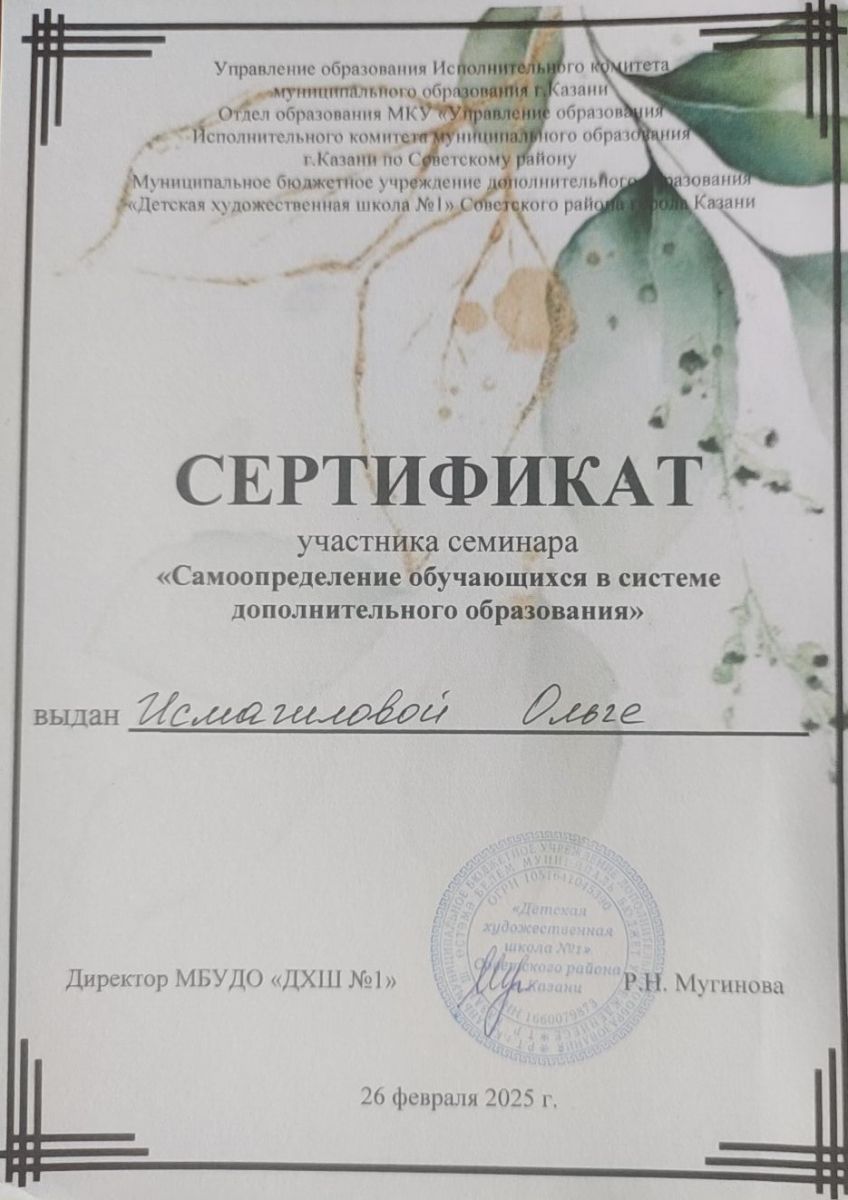 Управление образования Исполнительного комитета
муниципального образования г.Казани
Отдел образования МКУ «Управление образования
Исполнительного комитета муниципального образования
г.Казани по Советскому району
Муниципальное бюджетное учреждение дополнительного образования
«Детская художественная школа №1» Советского района города Казани
СЕРТИФИКАТ
участника семинара
«Самоопределение обучающихся в системе
дополнительного образования»
выдан Исмагиловой Ольге
«Детская
художественная
школа №1»
Советского района
г. Казани
1660079873
Директор МБУДО «ДХШ №1» Р.Н. Мугинова
26 февраля 2025 г.